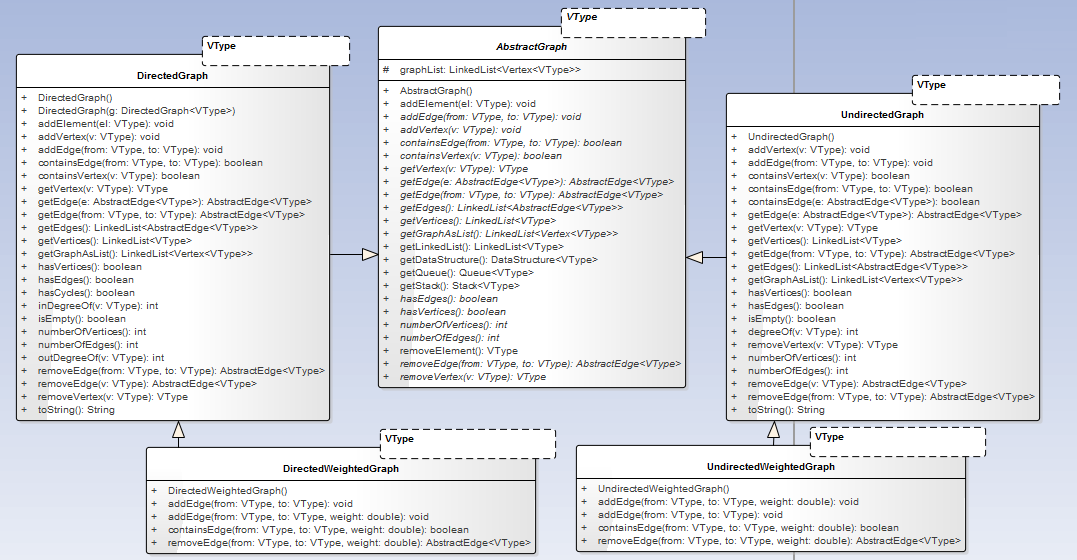 VType
DirectedGraph
+ DirectedGraph()
+ DirectedGraph(g: DirectedGraph<VType>)
+ addElement(el: VType): void
+ addVertex(v: VType): void
+ addEdge(from: VType, to: VType): void
+ containsEdge(from: VType, to: VType): boolean
+ containsVertex(v: VType): boolean
+ getVertex(v: VType): VType
+ getEdge(e: AbstractEdge<VType>): AbstractEdge<VType>
+ getEdge(from: VType, to: VType): AbstractEdge<VType>
+ getEdges(): LinkedList<AbstractEdge<VType>>
+ getVertices(): LinkedList<VType>
+ getGraphAsList(): LinkedList<Vertex<VType>>
+ hasVertices(): boolean
+ hasEdges(): boolean
+ hasCycles(): boolean
+ inDegreeOf(v: VType): int
+ isEmpty(): boolean
+ numberOfVertices(): int
+ numberOfEdges(): int
+ outDegreeOf(v: VType): int
+ removeEdge(from: VType, to: VType): AbstractEdge<VType>
+ removeEdge(v: VType): AbstractEdge<VType>
+ removeVertex(v: VType): VType
+ toString(): String
VType
AbstractGraph
# graphList: LinkedList<Vertex<VType>>
+ AbstractGraph()
+ addElement(el: VType): void
+ addEdge(from: VType, to: VType): void
+ addVertex(v: VType): void
+ containsEdge(from: VType, to: VType): boolean
+ containsVertex(v: VType): boolean
+ getVertex(v: VType): VType
+ getEdge(e: AbstractEdge<VType>): AbstractEdge<VType>
+ getEdge(from: VType, to: VType): AbstractEdge<VType>
+ getEdges(): LinkedList<AbstractEdge<VType>>
+ getVertices(): LinkedList<VType>
+ getGraphAsList(): LinkedList<Vertex<VType>>
+ getLinkedList(): LinkedList<VType>
+ getDataStructure(): DataStructure<VType>
+ getQueue(): Queue<VType>
+ getStack(): Stack<VType>
+ hasEdges(): boolean
+ hasVertices(): boolean
+ numberOfVertices(): int
+ numberOfEdges(): int
+ removeElement(): VType
+ removeEdge(from: VType, to: VType): AbstractEdge<VType>
+ removeVertex(v: VType): VType
VType
UndirectedGraph
+ UndirectedGraph()
+ addVertex(v: VType): void
+ addEdge(from: VType, to: VType): void
+ containsVertex(v: VType): boolean
+ containsEdge(from: VType, to: VType): boolean
+ containsEdge(e: AbstractEdge<VType>): boolean
+ getEdge(e: AbstractEdge<VType>): AbstractEdge<VType>
+ getVertex(v: VType): VType
+ getVertices(): LinkedList<VType>
+ getEdge(from: VType, to: VType): AbstractEdge<VType>
+ getEdges(): LinkedList<AbstractEdge<VType>>
+ getGraphAsList(): LinkedList<Vertex<VType>>
+ hasVertices(): boolean
+ hasEdges(): boolean
+ isEmpty(): boolean
+ degreeOf(v: VType): int
+ removeVertex(v: VType): VType
+ numberOfVertices(): int
+ numberOfEdges(): int
+ removeEdge(v: VType): AbstractEdge<VType>
+ removeEdge(from: VType, to: VType): AbstractEdge<VType>
+ toString(): String
VType
DirectedWeightedGraph
+ DirectedWeightedGraph()
+ addEdge(from: VType, to: VType): void
+ addEdge(from: VType, to: VType, weight: double): void
+ containsEdge(from: VType, to: VType, weight: double): boolean
+ removeEdge(from: VType, to: VType, weight: double): AbstractEdge<VType>
VType
UndirectedWeightedGraph
+ UndirectedWeightedGraph()
+ addEdge(from: VType, to: VType, weight: double): void
+ addEdge(from: VType, to: VType): void
+ containsEdge(from: VType, to: VType, weight: double): boolean
+ removeEdge(from: VType, to: VType, weight: double): AbstractEdge<VType>